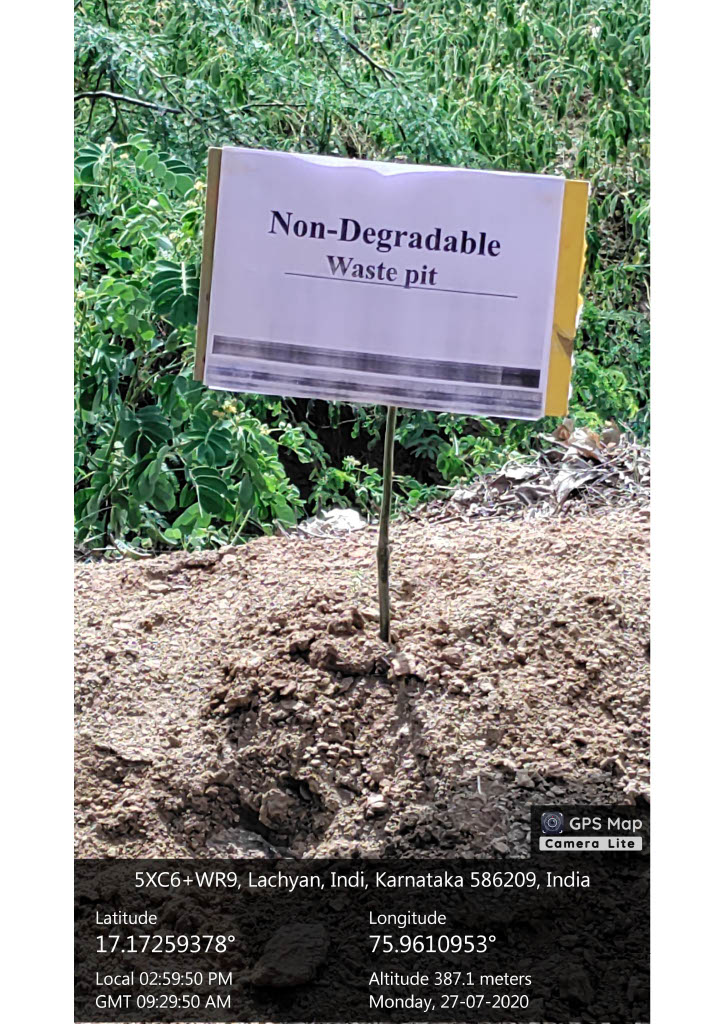 Non-Degradable
Waste pit
GPS Map
Camera Lite
5XC6+WR9, Lachyan, Indi, Karnataka 586209, India
Latitude
17.17259378°
Longitude
75.9610953°
Local 02:59:50 PM
GMT 09:29:50 AM
Altitude 387.1 meters
Monday, 27-07-2020